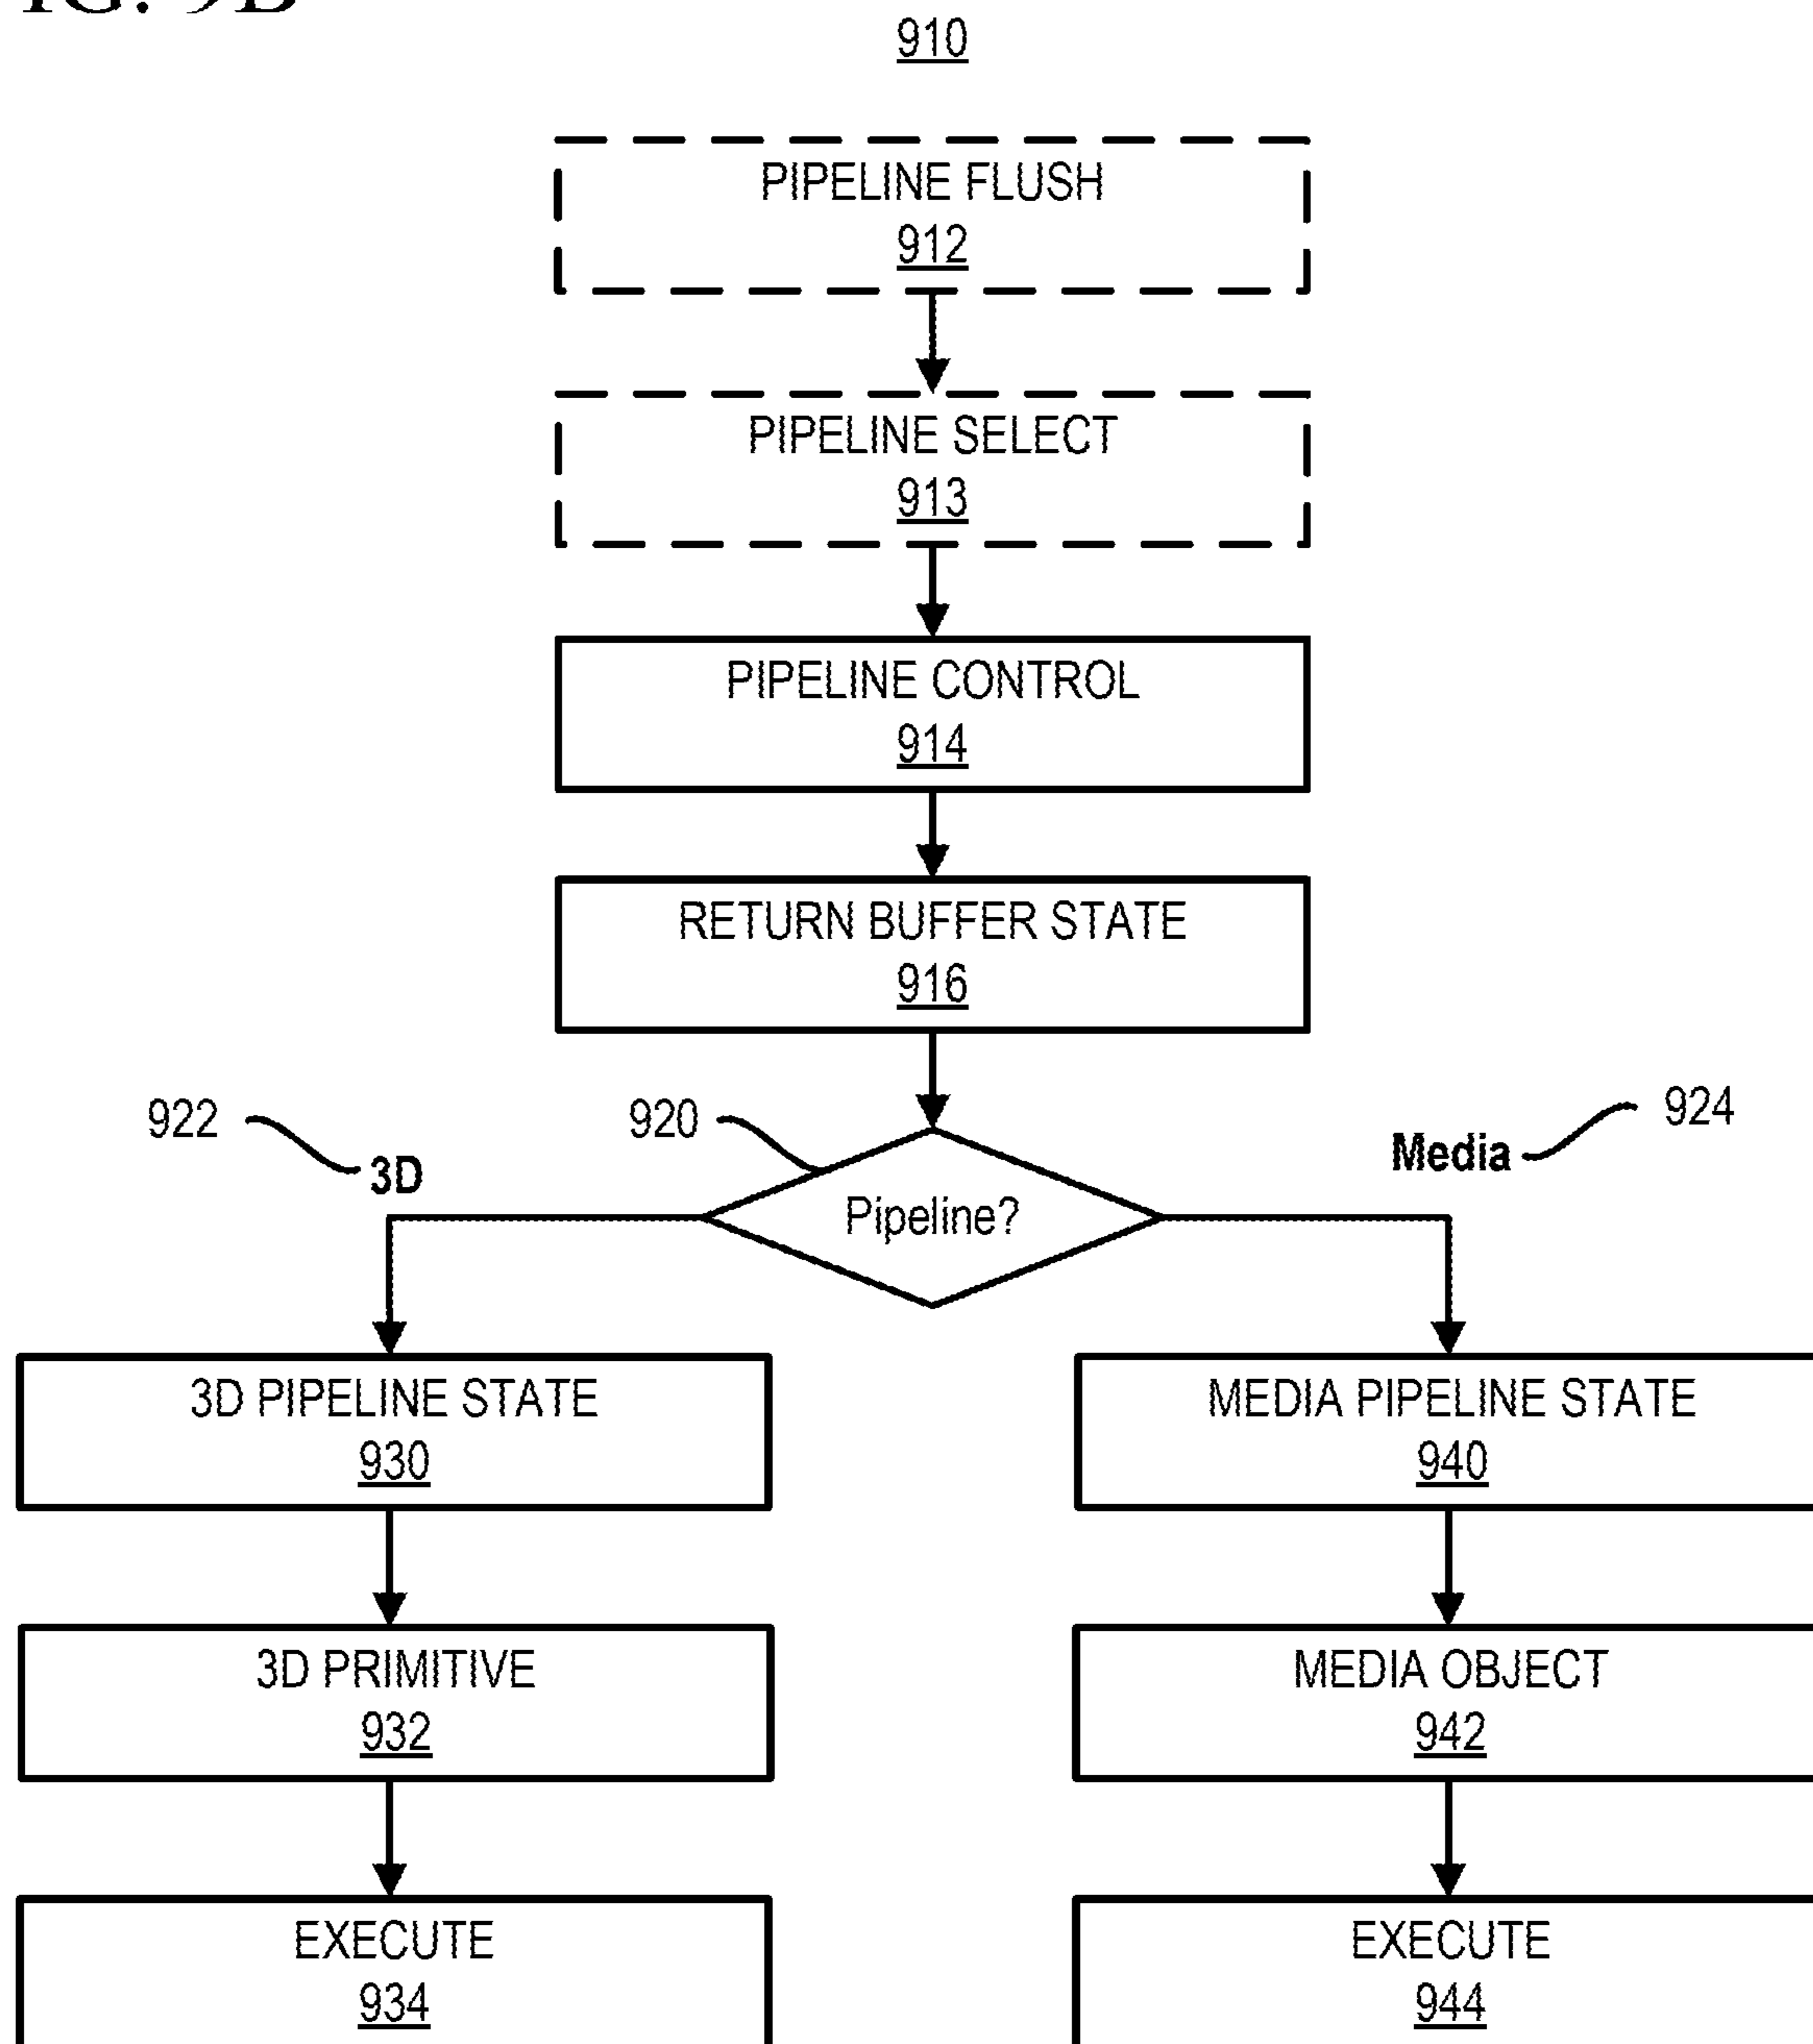 FIG. 9B
910
PIPELINE FLUSH
912
PIPELINE SELECT
913
PIPELINE CONTROL
914
RETURN BUFFER STATE
916
922
920
924
3D
Media
Pipeline?
3D PIPELINE STATE
930
MEDIA PIPELINE STATE
940
3D PRIMITIVE
932
MEDIA OBJECT
942
EXECUTE
934
EXECUTE
944